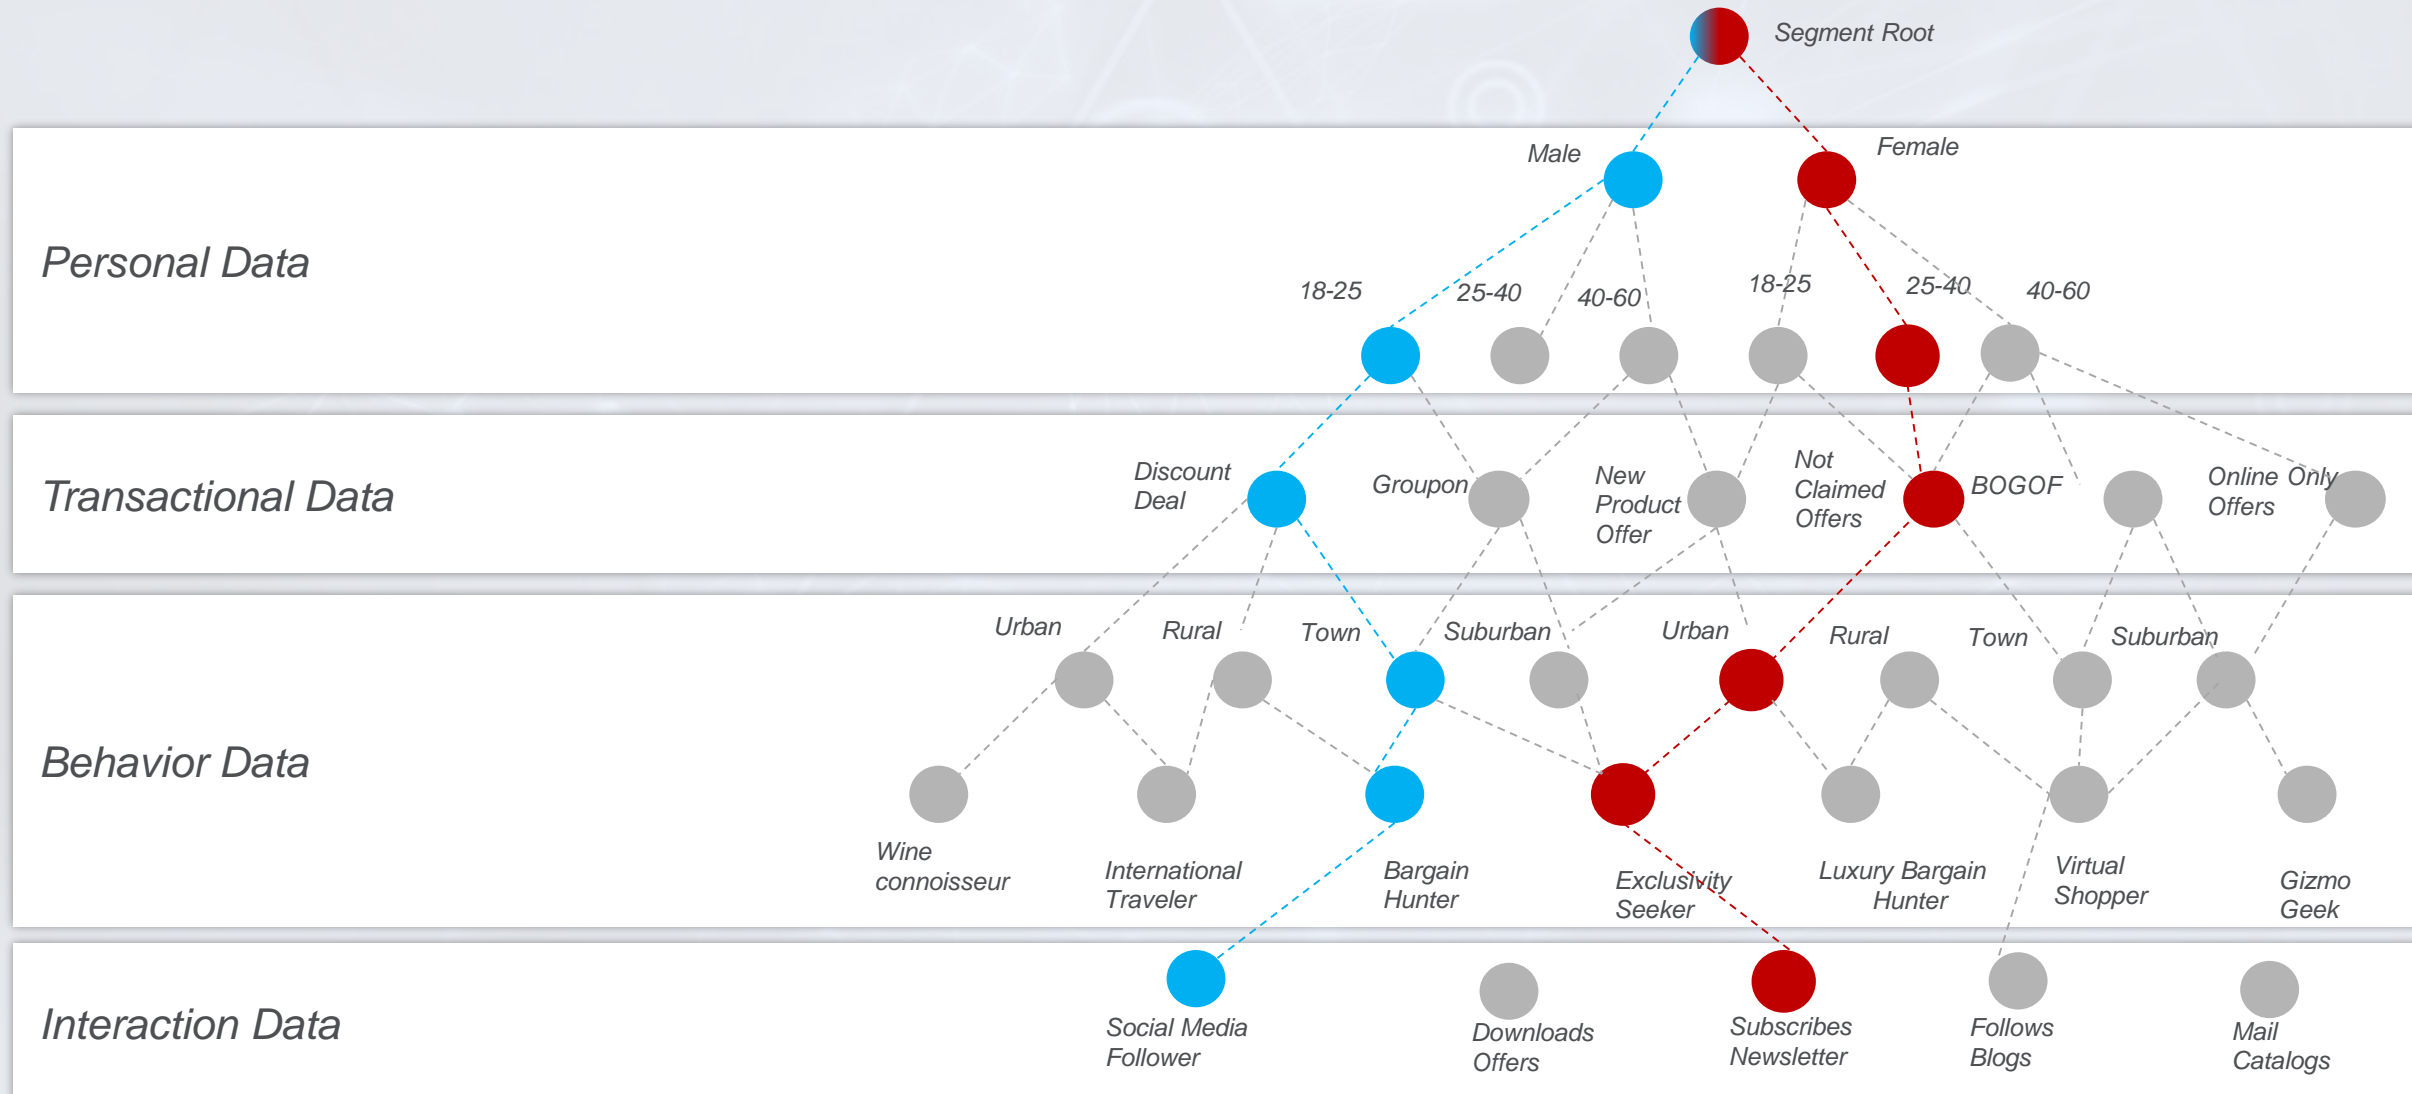 Segment Root
Male
Female
Personal Data
18-25
25-40
40-60
18-25
25-40
40-60
Transactional Data
Discount
Deal
Groupon
New
Product
Offer
Not
Claimed
Offers
BOGOF
Online Only
Offers
Behavior Data
Urban
Rural
Town
Suburban
Urban
Rural
Town
Suburban
Wine
connoisseur
International
Traveler
Bargain
Hunter
Exclusivity
Seeker
Luxury Bargain
Hunter
Virtual
Shopper
Gizmo
Geek
Interaction Data
Social Media
Follower
Downloads
Offers
Subscribes
Newsletter
Follows
Blogs
Mail
Catalogs